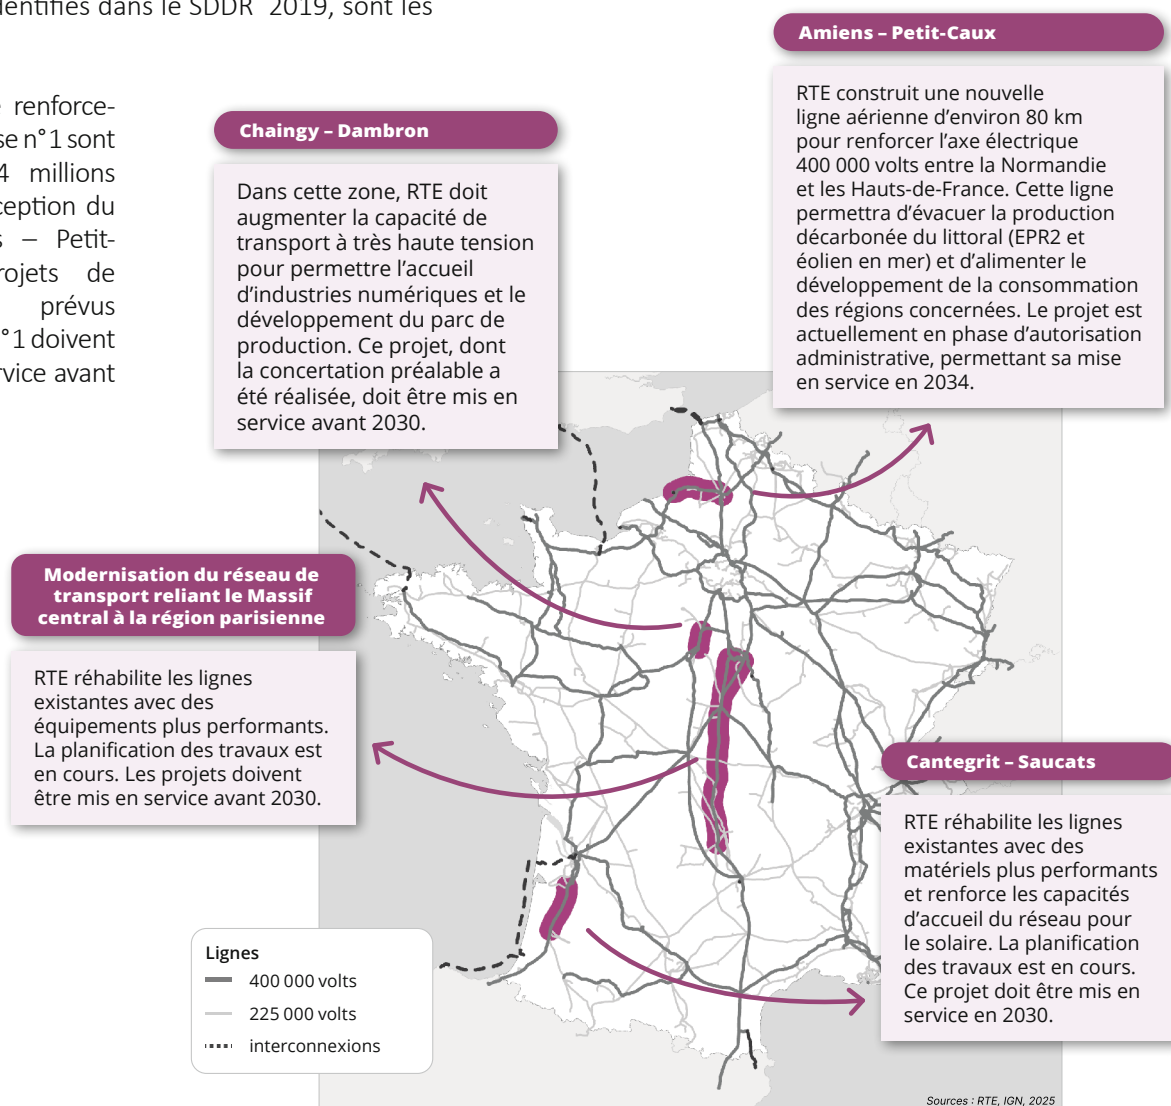 dentifiés dans le SDDR 2019, sont les
renforce-
se n°1 sont
4 millions
ception du
s – Petit-
rojets de
prévus
n°1 doivent
rvice avant
Amiens – Petit-Caux
RTE construit une nouvelle
ligne aérienne d’environ 80 km
pour renforcer l’axe électrique
400 000 volts entre la Normandie
et les Hauts-de-France. Cette ligne
permettra d’évacuer la production
décarbonée du littoral (EPR2 et
éolien en mer) et d’alimenter le
développement de la consommation
des régions concernées. Le projet est
actuellement en phase d’autorisation
administrative, permettant sa mise
en service en 2034.
Chaingy – Dambron
Dans cette zone, RTE doit
augmenter la capacité de
transport à très haute tension
pour permettre l’accueil
d’industries numériques et le
développement du parc de
production. Ce projet, dont
la concertation préalable a
été réalisée, doit être mis en
service avant 2030.
Modernisation du réseau de
transport reliant le Massif
central à la région parisienne
RTE réhabilite les lignes
existantes avec des
équipements plus performants.
La planification des travaux est
en cours. Les projets doivent
être mis en service avant 2030.
Cantegrit – Saucats
RTE réhabilite les lignes
existantes avec des
matériels plus performants
et renforce les capacités
d’accueil du réseau pour
le solaire. La planification
des travaux est en cours.
Ce projet doit être mis en
service en 2030.
Lignes
400 000 volts
225 000 volts
interconnexions
Sources : RTE, IGN, 2025